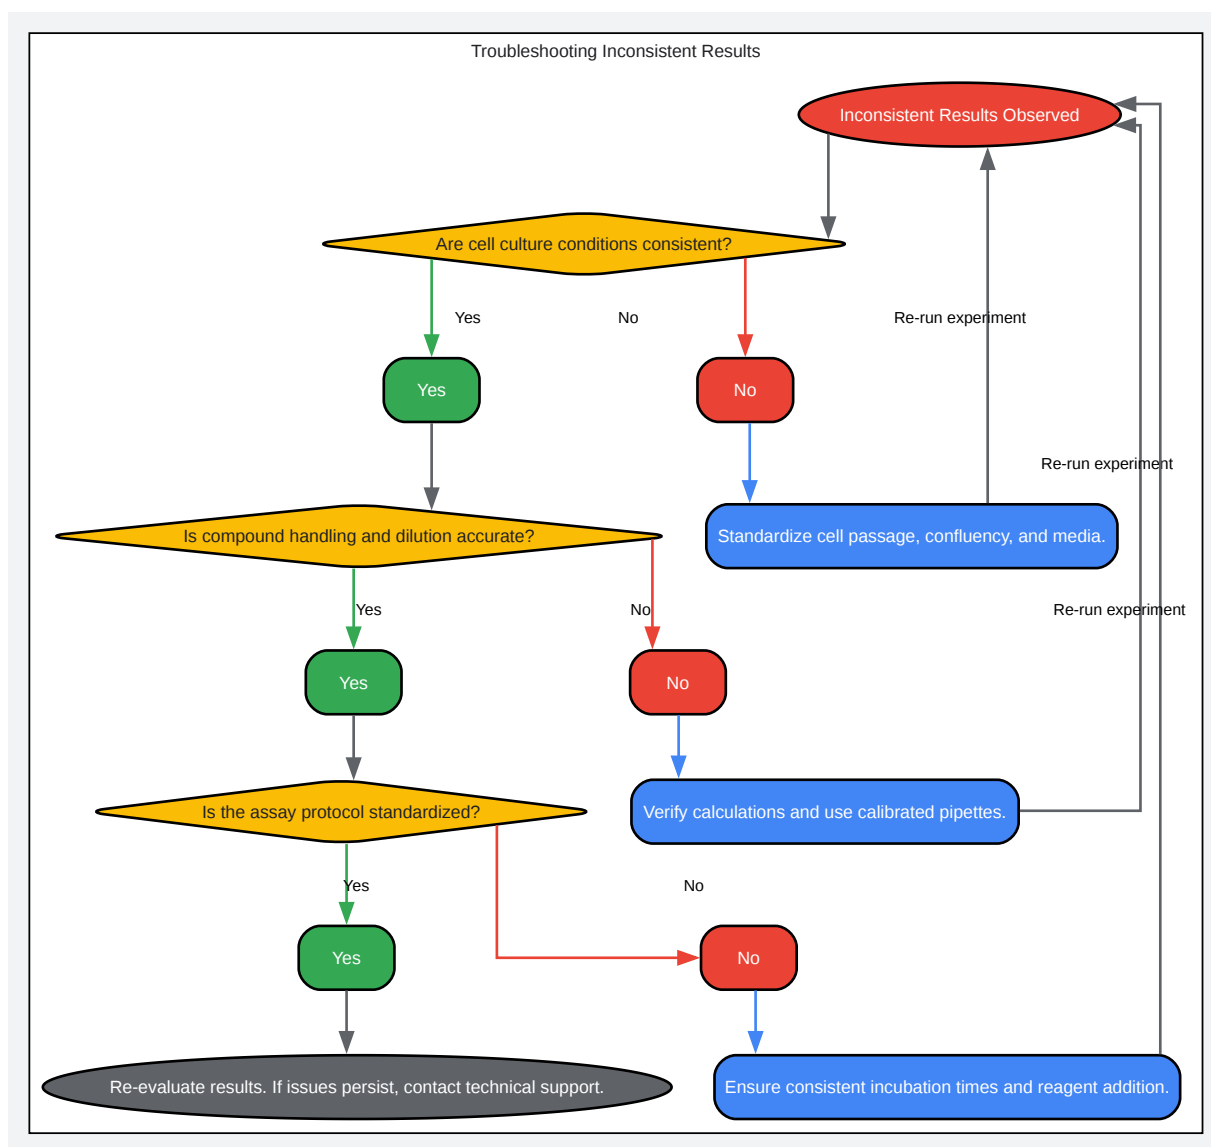 Troubleshooting Inconsistent Results
Inconsistent Results Observed
Are cell culture conditions consistent?
Yes
No
Re-run experiment
Yes
No
Re-run experiment
Is compound handling and dilution accurate?
Standardize cell passage, confluency, and media.
Yes
No
Re-run experiment
Yes
No
Is the assay protocol standardized?
Verify calculations and use calibrated pipettes.
Yes
No
Yes
No
Re-evaluate results. If issues persist, contact technical support.
Ensure consistent incubation times and reagent addition.